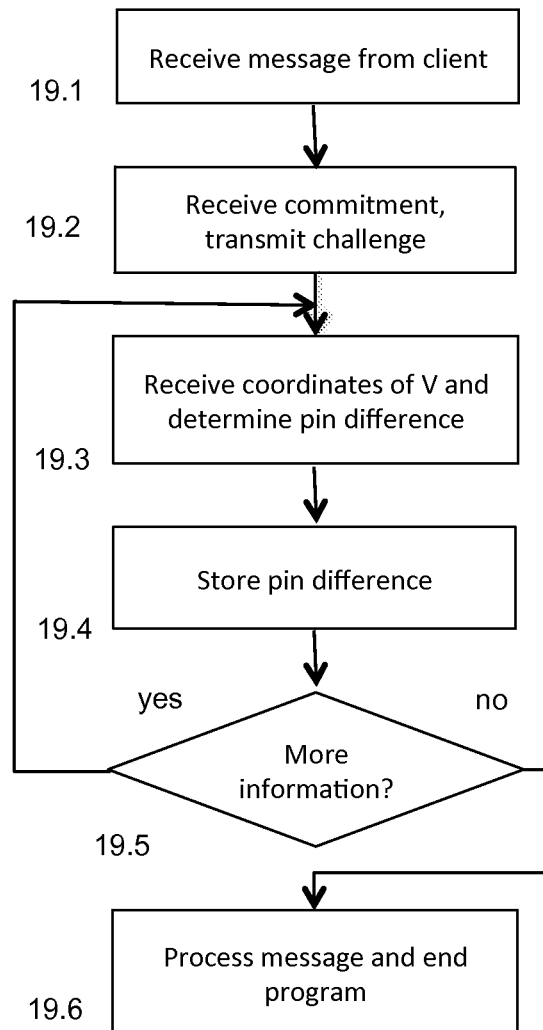 Receive message from client
19.1
Receive commitment,
transmit challenge
19.2
Receive coordinates of V and
determine pin difference
19.3
Store pin difference
19.4
yes
no
More
information?
19.5
Process message and end
program
19.6